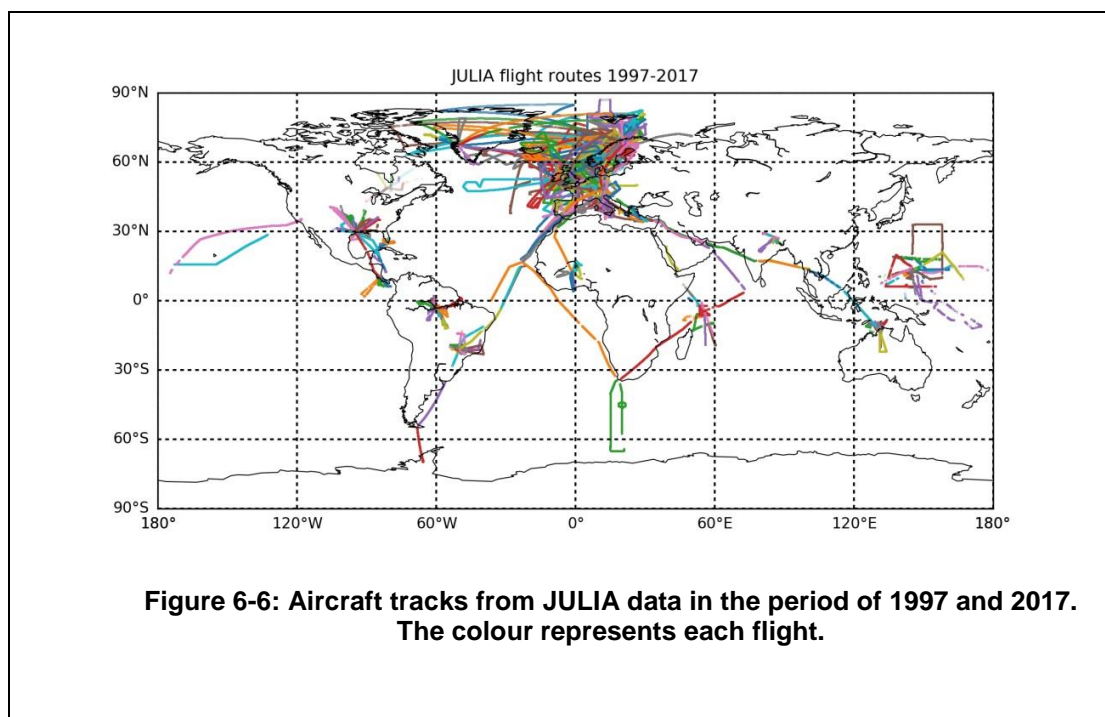 JULIA flight routes 1997-2017
90°N
60°N
30°N
0°
30°S
60°S
90°S
180°
120°W
60°W
0°
60°E
120°E
180°
Figure 6-6: Aircraft tracks from JULIA data in the period of 1997 and 2017.
The colour represents each flight.